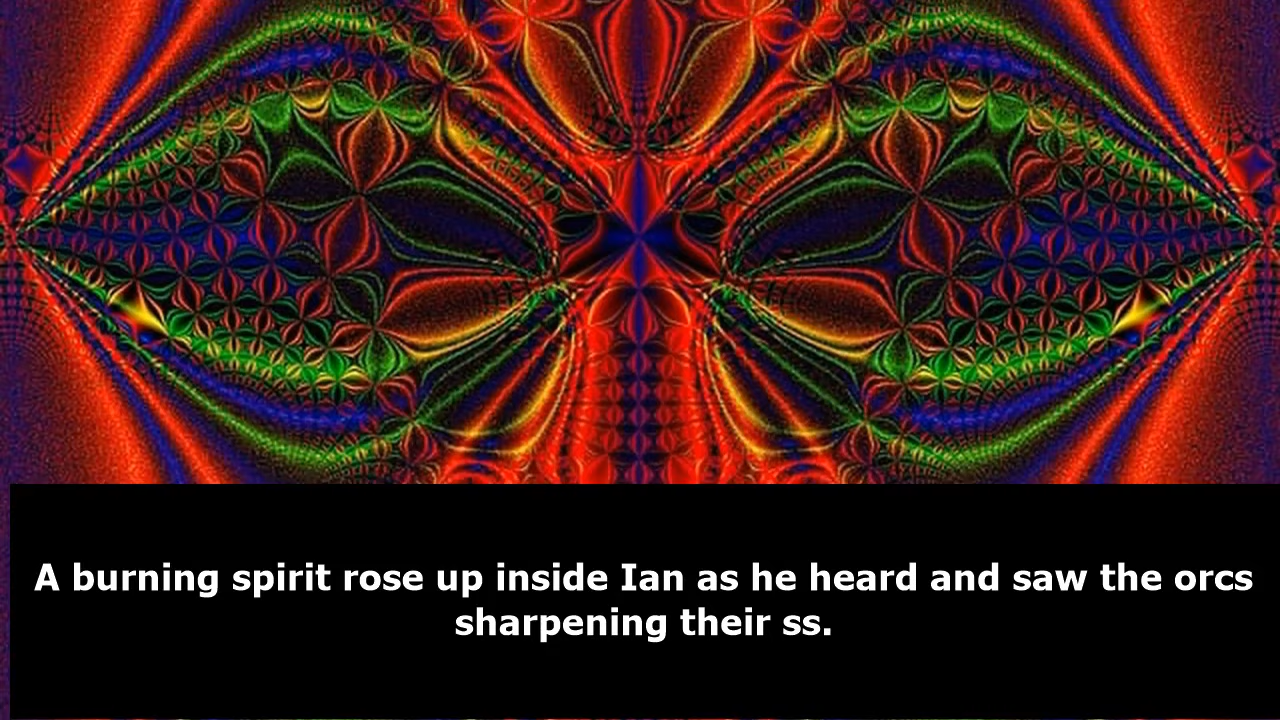 A burning spirit rose up inside Ian as he heard and saw the orcs
sharpening their ss.